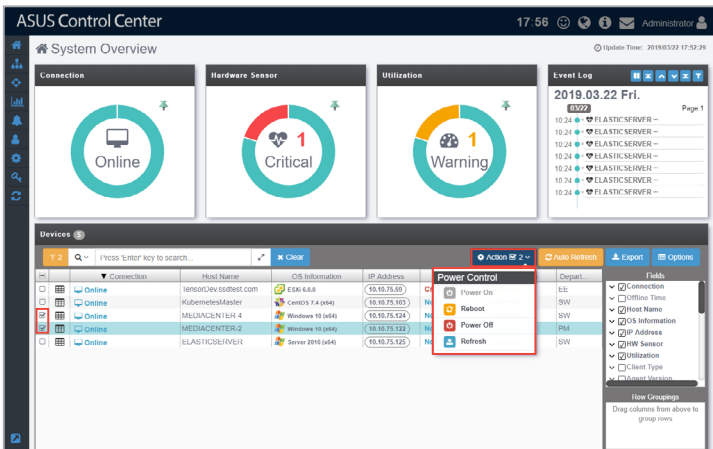 ASUS Control Center
17:56
Administrator
System Overview
Update Time: 2019/03/22 17:52:29
Connection
Online
Hardware Sensor
1
Critical
Utilization
1
Warning
Event Log
2019.03.22 Fri.
03/22
Page 1
10:24 ELASTICSERVER --
10:24 ELASTICSERVER --
10:24 ELASTICSERVER --
10:24 ELASTICSERVER --
10:24 ELASTICSERVER --
10:24 ELASTICSERVER --
10:24 ELASTICSERVER --
Devices 5
2 Press 'Enter' key to search... Clear Action 2 Auto Refresh Export Options
Connection Host Name OS Information IP Address Depart...
Online TensorDev.ssdtest.com ESXi 6.0.0 10.10.75.59 EE
Online KubernetesMaster CentOS 7.4 (x64) 10.10.75.103 SW
Online MEDIACENTER 4 Windows 10 (x64) 10.10.75.124 SW
Online MEDIACENTER-2 Windows 10 (x64) 10.10.75.122 PM
Online ELASTICSERVER Server 2016 (x64) 10.10.75.125 SW
Power Control
Power On
Reboot
Power Off
Refresh
Fields
Connection
Offline Time
Host Name
OS Information
IP Address
HW Sensor
Utilization
Client Type
Agent Version
Row Groupings
Drag columns from above to
group rows